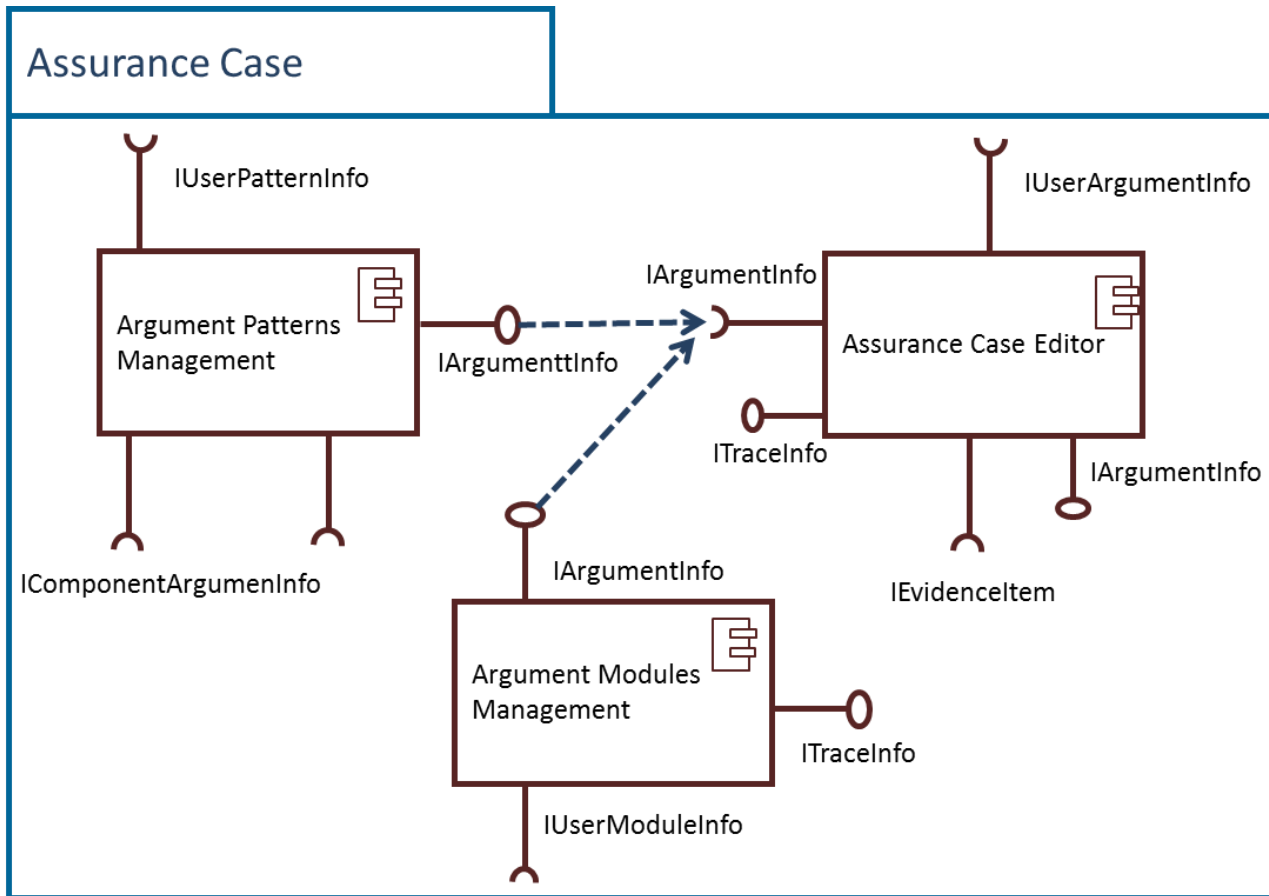 Assurance Case
IUserPatternInfo
IUserArgumentInfo
IArgumentInfo
Argument Patterns
Management
IArgumenttInfo
Assurance Case Editor
ITraceInfo
IArgumentInfo
IComponentArgumenInfo
IArgumentInfo
IEvidenceItem
Argument Modules
Management
ITraceInfo
IUserModuleInfo